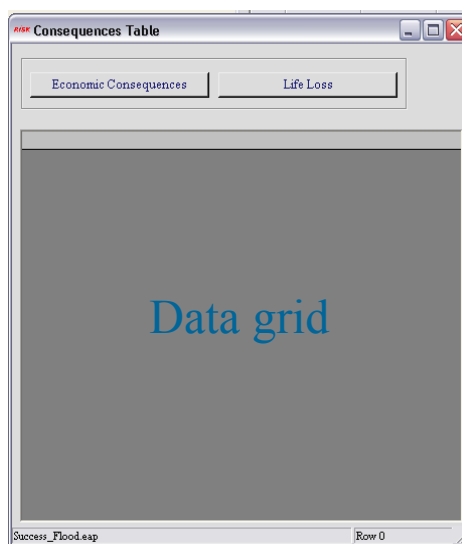 RISK Consequences Table
Economic Consequences Life Loss
Data grid
Success_Flood.eap Row 0